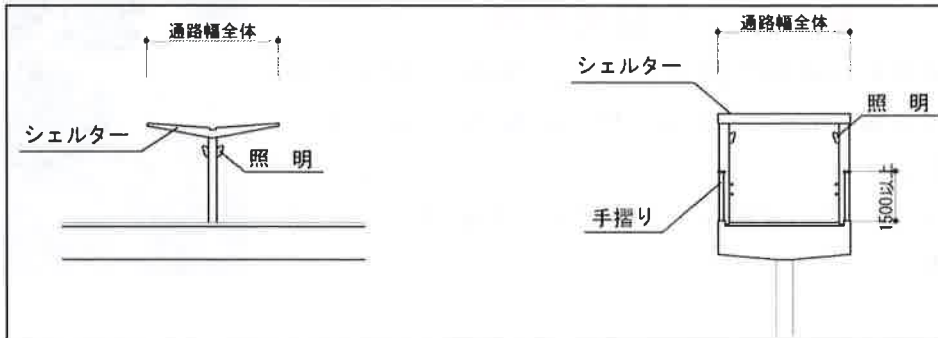 通路幅全体
シェルター
照 明
通路幅全体
シェルター
照 明
手摺り
1500以上